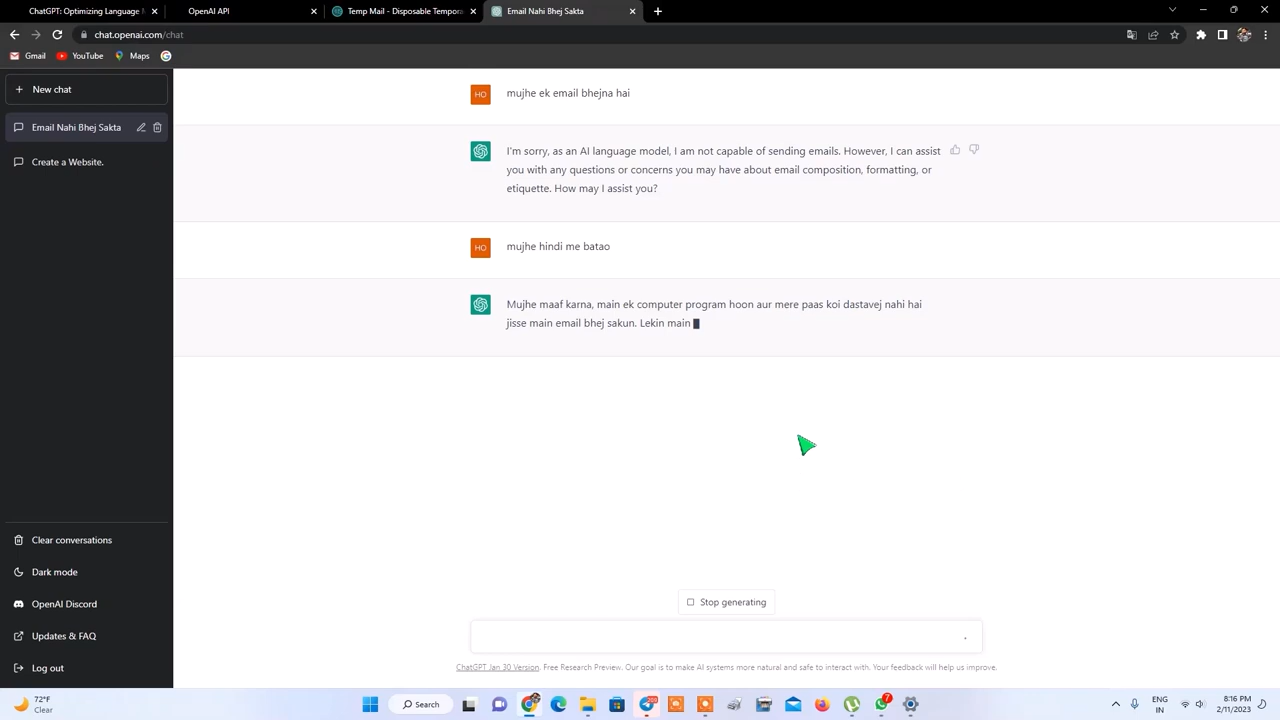 ChatGPT: Optimizing Language M
OpenAI API
Temp Mail - Disposable Tempora
Email Nahi Bhej Sakta
chat.openai.com/chat
Gmail
YouTube
Maps
New chat
Email Nahi Bhej Sakta
Create a Website.
HO
mujhe ek email bhejna hai
I'm sorry, as an AI language model, I am not capable of sending emails. However, I can assist
you with any questions or concerns you may have about email composition, formatting, or
etiquette. How may I assist you?
HO
mujhe hindi me batao
Mujhe maaf karna, main ek computer program hoon aur mere paas koi dastavej nahi hai
jisse main email bhej sakun. Lekin main
Clear conversations
Dark mode
OpenAI Discord
Updates & FAQ
Log out
Stop generating
ChatGPT Jan 30 Version. Free Research Preview. Our goal is to make AI systems more natural and safe to interact with. Your feedback will help us improve.
72°F
Clear
Search
7
ENG
IN
8:16 PM
2/11/2023